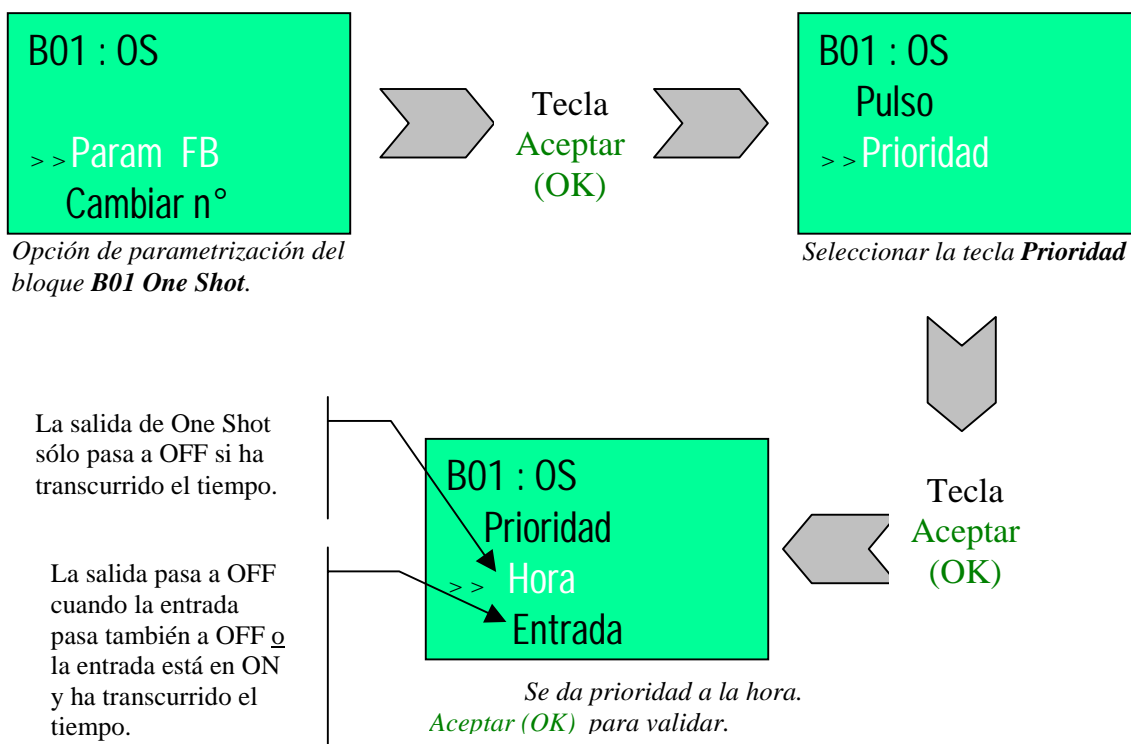 B01 : OS
>> Param FB
Cambiar n°
Opción de parametrización del
bloque B01 One Shot.
Tecla
Aceptar
(OK)
B01 : OS
Pulso
>> Prioridad
Seleccionar la tecla Prioridad
Tecla
Aceptar
(OK)
La salida de One Shot
sólo pasa a OFF si ha
transcurrido el tiempo.
La salida pasa a OFF
cuando la entrada
pasa también a OFF o
la entrada está en ON
y ha transcurrido el
tiempo.
B01 : OS
Prioridad
>> Hora
Entrada
Se da prioridad a la hora.
Aceptar (OK) para validar.